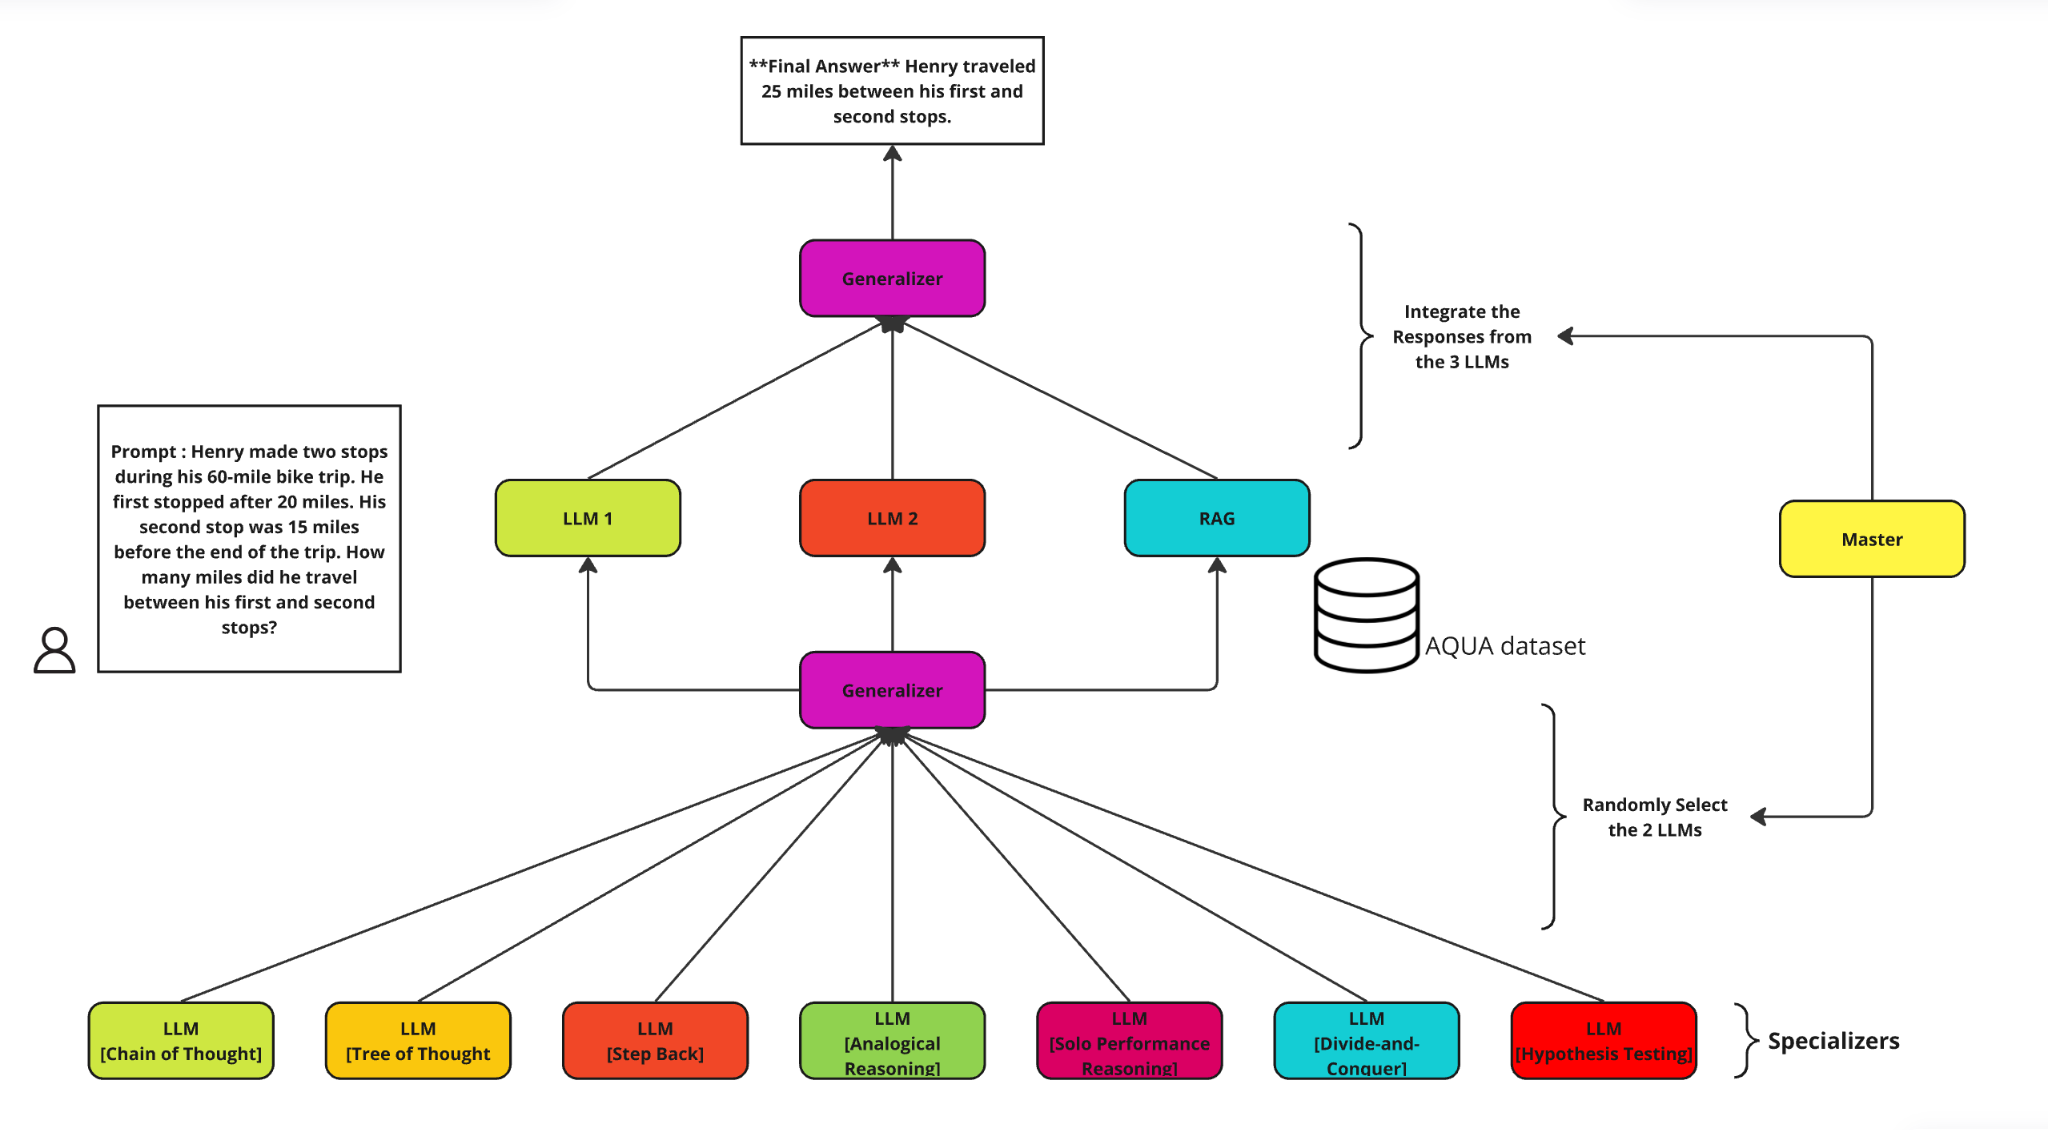 **Final Answer** Henry traveled
25 miles between his first and
second stops.
Generalizer
Integrate the
Responses from
the 3 LLMs
Prompt : Henry made two stops
during his 60-mile bike trip. He
first stopped after 20 miles. His
second stop was 15 miles
before the end of the trip. How
many miles did he travel
between his first and second
stops?
LLM 1
LLM 2
RAG
Master
AQUA dataset
Generalizer
Randomly Select
the 2 LLMs
LLM
[Chain of Thought]
LLM
[Tree of Thought
LLM
[Step Back]
LLM
[Analogical
Reasoning]
LLM
[Solo Performance
Reasoning]
LLM
[Divide-and-
Conquer]
LLM
[Hypothesis Testing]
Specializers